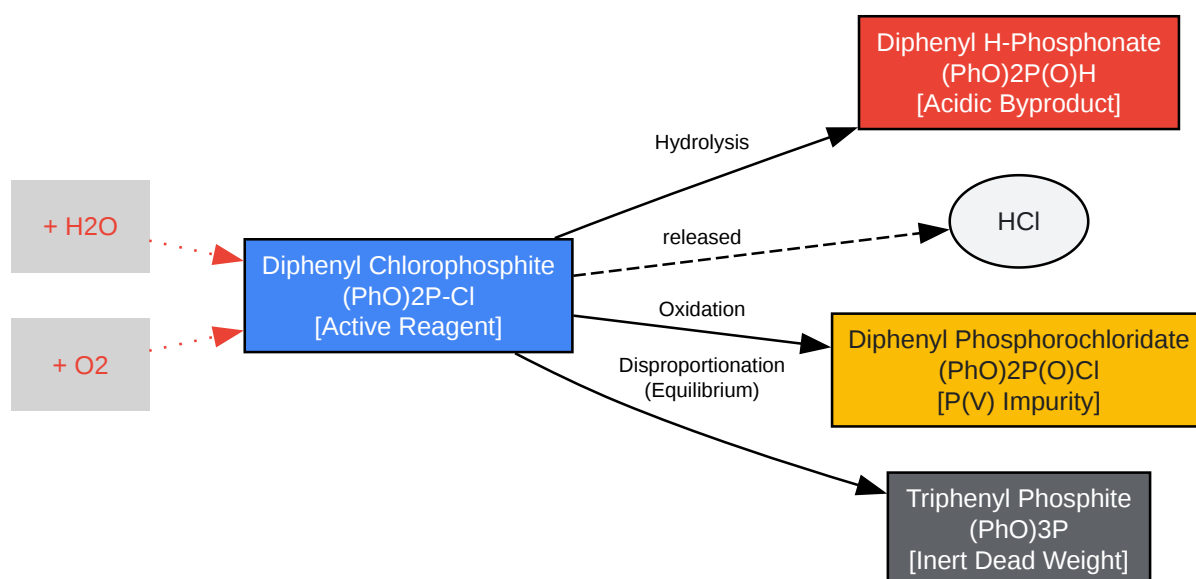 + H2O
+ O2
Diphenyl Chlorophosphite
(PhO)2P-Cl
[Active Reagent]
Hydrolysis
released
Oxidation
Disproportionation
(Equilibrium)
Diphenyl H-Phosphonate
(PhO)2P(O)H
[Acidic Byproduct]
HCl
Diphenyl Phosphorochloridate
(PhO)2P(O)Cl
[P(V) Impurity]
Triphenyl Phosphite
(PhO)3P
[Inert Dead Weight]